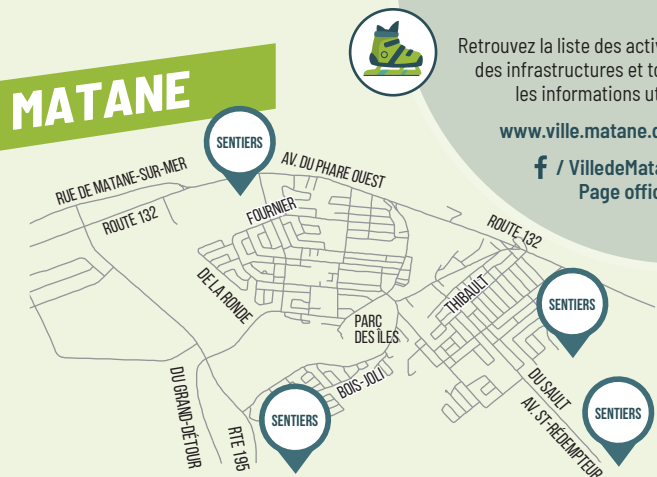 Retrouvez la liste des activ
des infrastructures et to
les informations ut
www.ville.matane.q
/ VilledeMata
Page offic
MATANE
SENTIERS
RUE DE MATANE-SUR-MER
AV. DU PHARE OUEST
ROUTE 132
FOURNIER
ROUTE 132
DE LA RONDE
THIBAULT
SENTIERS
PARC
DES ÎLES
BOIS-JOLI
DU GRAND-DÉTOUR
RTE 195
SENTIERS
DU SAULT
AV. ST-RÉDEMPTEUR
SENTIERS